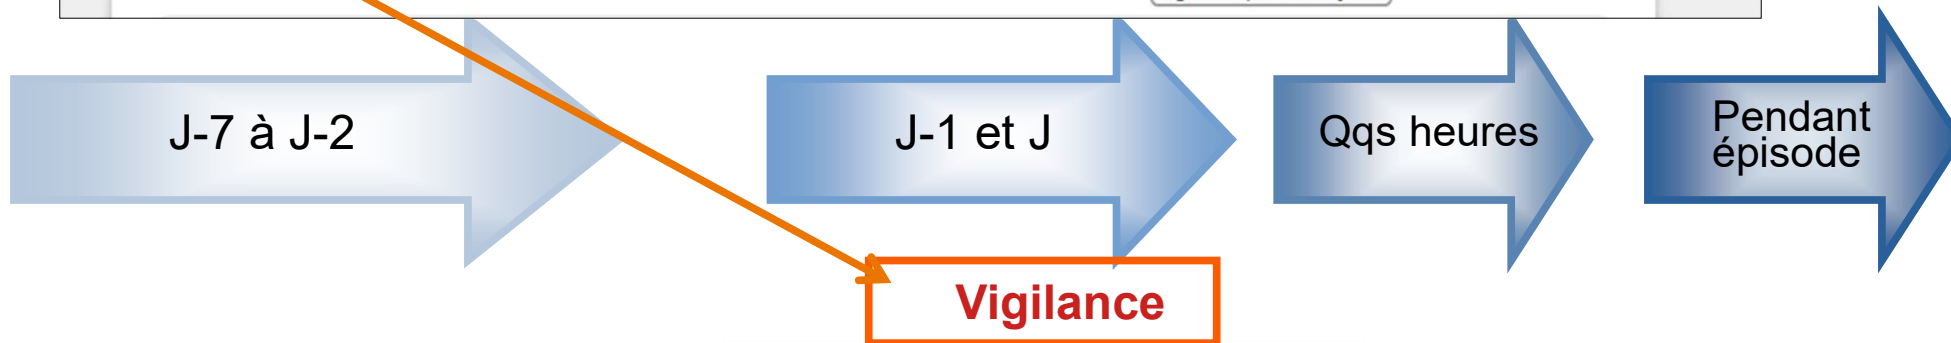 J-7 à J-2
J-1 et J
Qqs heures
Pendant
épisode
Vigilance